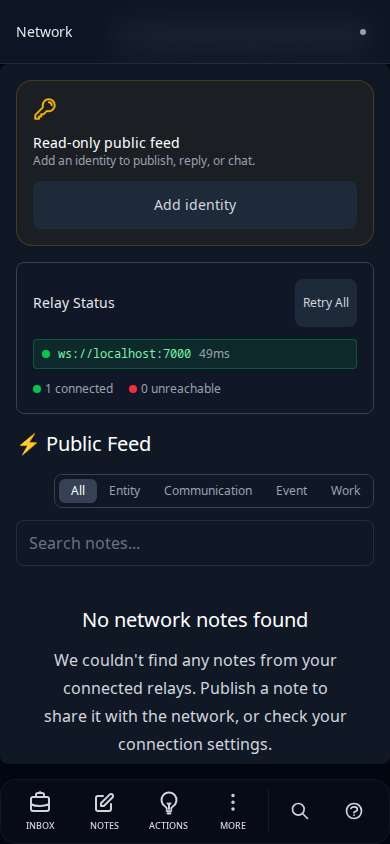 Network
Read-only public feed
Add an identity to publish, reply, or chat.
Add identity
Relay Status
Retry All
ws://localhost:7000 49ms
1 connected 0 unreachable
⚡ Public Feed
All Entity Communication Event Work
Search notes...
No network notes found
We couldn't find any notes from your
connected relays. Publish a note to
share it with the network, or check your
connection settings.
INBOX NOTES ACTIONS MORE